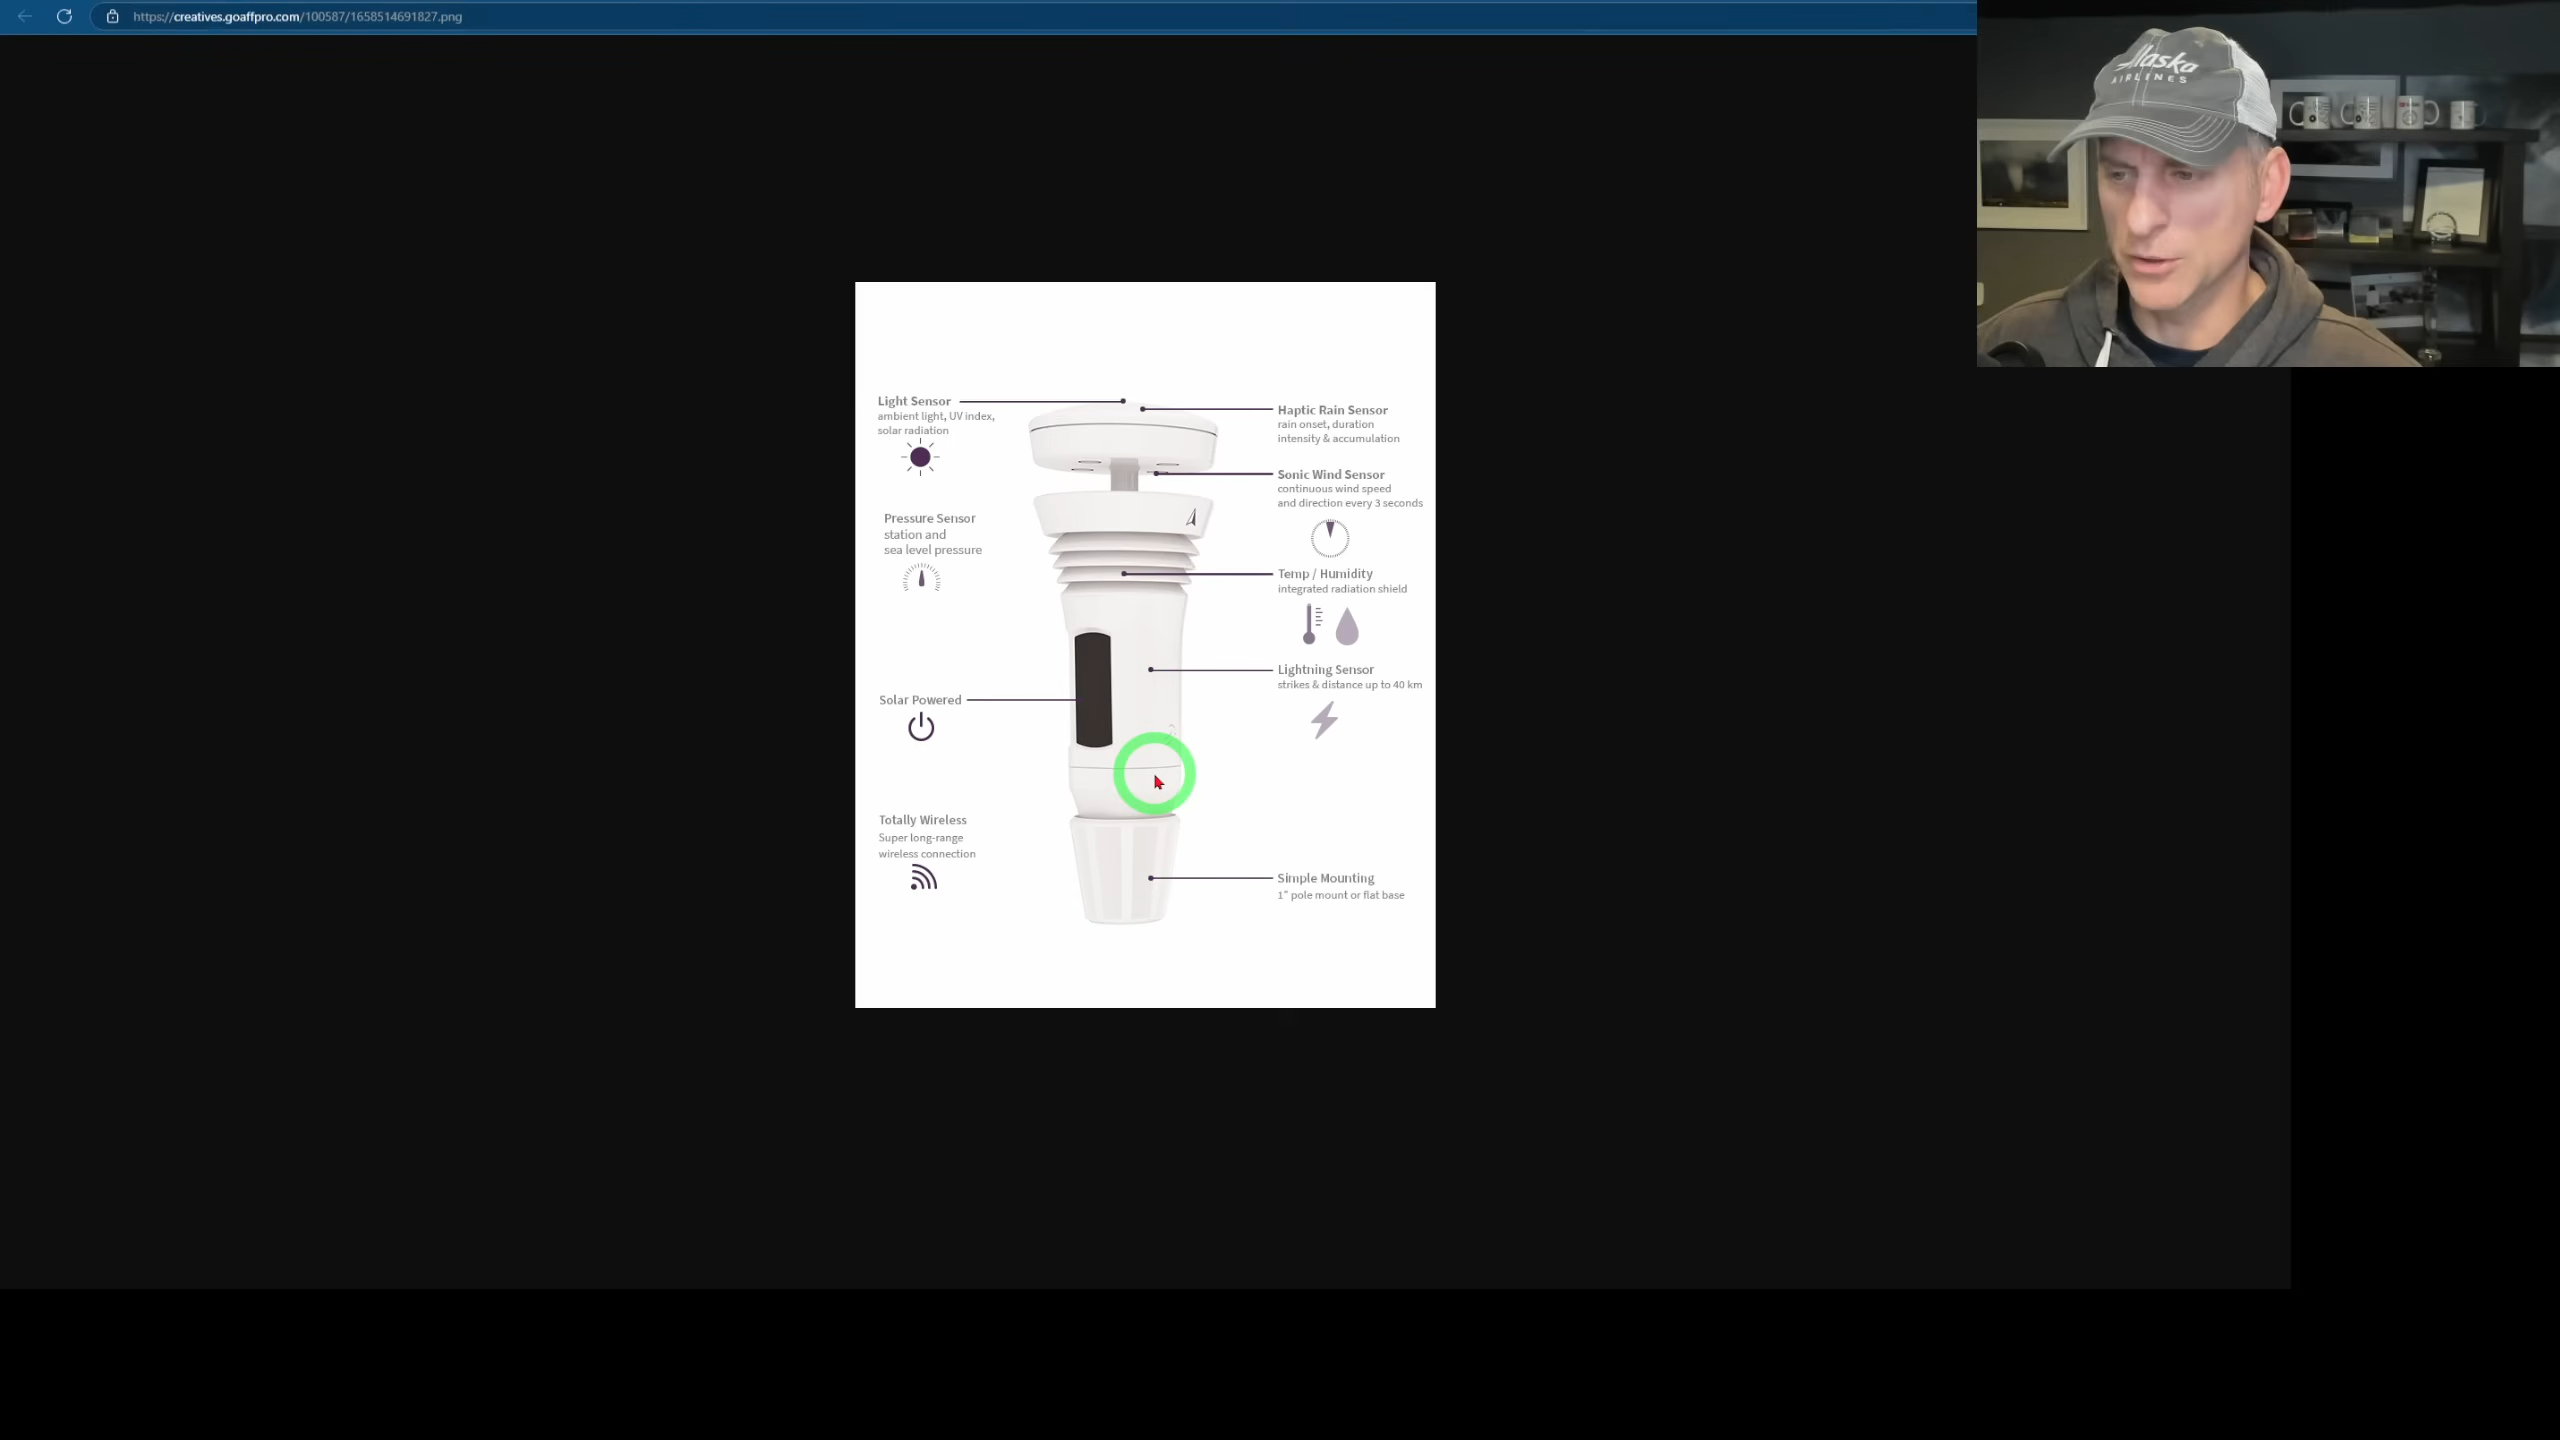 https://creatives.goaffpro.com/100587/1658514691827.png
Alaska
AIRLINES
Light Sensor
ambient light, UV index,
solar radiation
Pressure Sensor
station and
sea level pressure
Solar Powered
Totally Wireless
Super long-range
wireless connection
Haptic Rain Sensor
rain onset, duration
intensity & accumulation
Sonic Wind Sensor
continuous wind speed
and direction every 3 seconds
Temp / Humidity
integrated radiation shield
Lightning Sensor
strikes & distance up to 40 km
Simple Mounting
1" pole mount or flat base